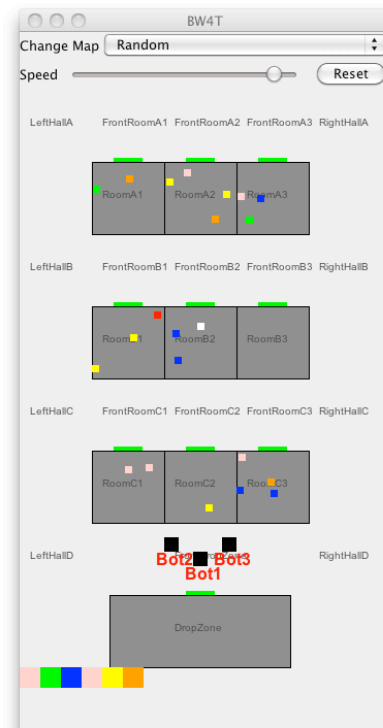 BW4T
Change Map Random
Speed Reset
LeftHallA FrontRoomA1 FrontRoomA2 FrontRoomA3 RightHallA
RoomA1 RoomA2 RoomA3
LeftHallB FrontRoomB1 FrontRoomB2 FrontRoomB3 RightHallB
RoomB2 RoomB3
LeftHallC FrontRoomC1 FrontRoomC2 FrontRoomC3 RightHallC
RoomC1 RoomC2 RoomC3
LeftHallD RightHallD
Bot2 Bot3
Bot1
DropZone